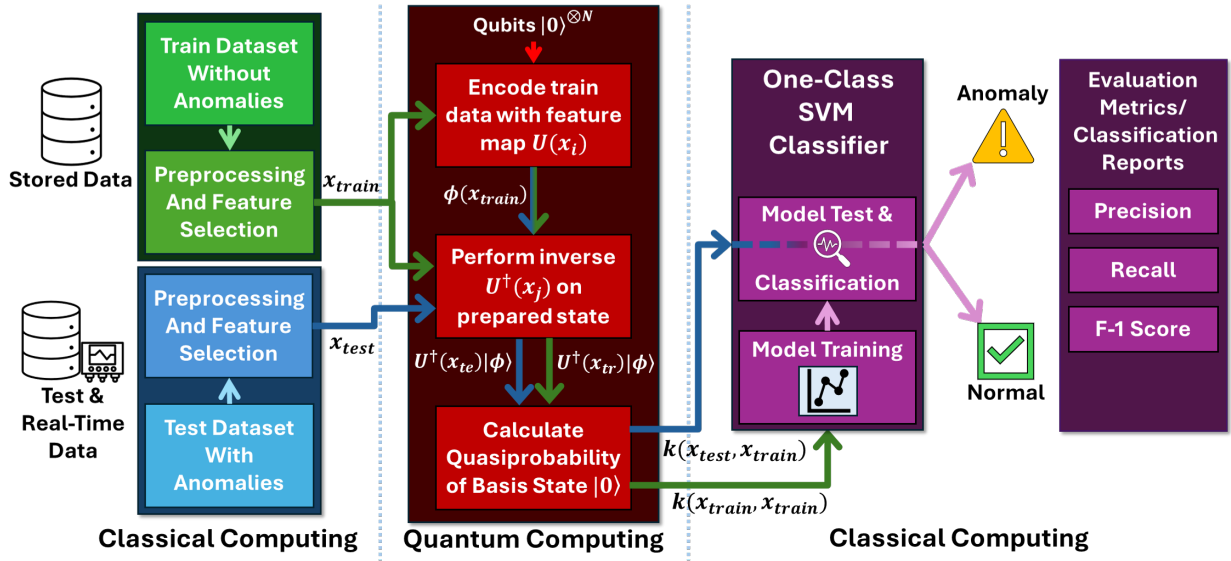 Stored Data
Test &
Real-Time
Data
Train Dataset
Without
Anomalies
Preprocessing
And Feature
Selection
x_train
Preprocessing
And Feature
Selection
x_test
Test Dataset
With
Anomalies
Classical Computing
Qubits |0⟩^⊗N
Encode train
data with feature
map U(x_i)
ϕ(x_train)
Perform inverse
U†(x_j) on
prepared state
U†(x_te)|ϕ⟩
U†(x_tr)|ϕ⟩
Calculate
Quasiprobability
of Basis State |0⟩
Quantum Computing
k(x_test, x_train)
k(x_train, x_train)
One-Class
SVM
Classifier
Model Test &
Classification
Model Training
Anomaly
Normal
Evaluation
Metrics/
Classification
Reports
Precision
Recall
F-1 Score
Classical Computing